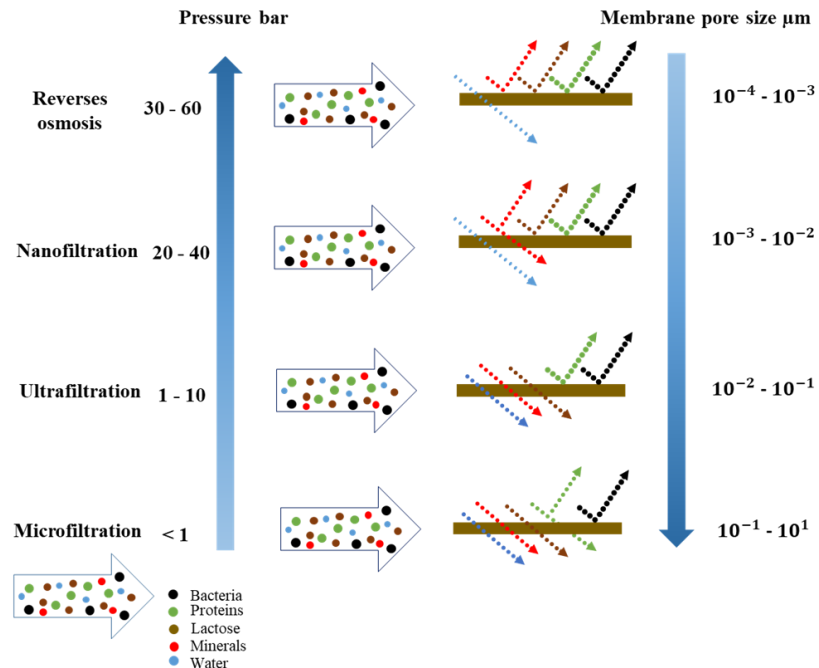 Pressure bar
Membrane pore size μm
Reverses
osmosis
30 - 60
10⁻⁴ - 10⁻³
Nanofiltration
20 - 40
10⁻³ - 10⁻²
Ultrafiltration
1 - 10
10⁻² - 10⁻¹
Microfiltration
< 1
10⁻¹ - 10¹
Bacteria
Proteins
Lactose
Minerals
Water